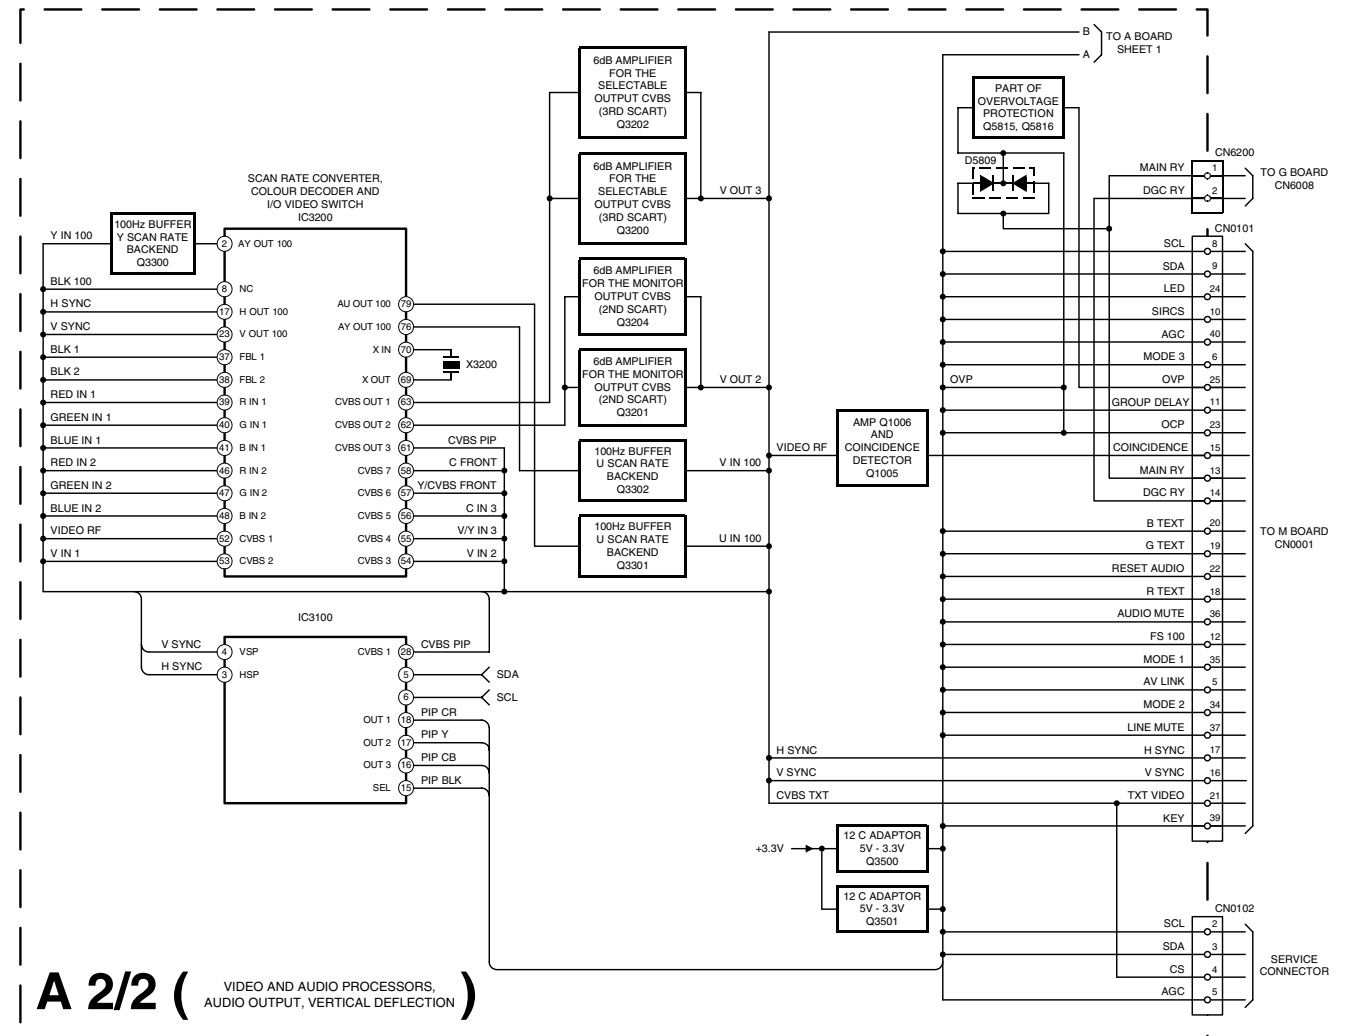 B
A
TO A BOARD
SHEET 1
6dB AMPLIFIER
FOR THE
SELECTABLE
OUTPUT CVBS
(3RD SCART)
Q3202
PART OF
OVERVOLTAGE
PROTECTION
Q5815, Q5816
D5809
CN6200
MAIN RY
1
DGC RY
2
TO G BOARD
CN6008
6dB AMPLIFIER
FOR THE
SELECTABLE
OUTPUT CVBS
(3RD SCART)
Q3200
V OUT 3
SCAN RATE CONVERTER,
COLOUR DECODER AND
I/O VIDEO SWITCH
IC3200
100Hz BUFFER
Y SCAN RATE
BACKEND
Q3300
Y IN 100
2
AY OUT 100
BLK 100
8
NC
H SYNC
17
H OUT 100
V SYNC
23
V OUT 100
BLK 1
37
FBL 1
BLK 2
38
FBL 2
RED IN 1
39
R IN 1
GREEN IN 1
40
G IN 1
BLUE IN 1
41
B IN 1
RED IN 2
46
R IN 2
GREEN IN 2
47
G IN 2
BLUE IN 2
48
B IN 2
VIDEO RF
52
CVBS 1
V IN 1
53
CVBS 2
AU OUT 100
79
AY OUT 100
76
X IN
70
X3200
X OUT
69
CVBS OUT 1
63
CVBS OUT 2
62
CVBS OUT 3
61
CVBS PIP
CVBS 7
58
C FRONT
CVBS 6
57
Y/CVBS FRONT
CVBS 5
56
C IN 3
CVBS 4
55
V/Y IN 3
CVBS 3
54
V IN 2
6dB AMPLIFIER
FOR THE MONITOR
OUTPUT CVBS
(2ND SCART)
Q3204
6dB AMPLIFIER
FOR THE MONITOR
OUTPUT CVBS
(2ND SCART)
Q3201
V OUT 2
100Hz BUFFER
U SCAN RATE
BACKEND
Q3302
V IN 100
100Hz BUFFER
U SCAN RATE
BACKEND
Q3301
U IN 100
VIDEO RF
AMP Q1006
AND
COINCIDENCE
DETECTOR
Q1005
OVP
CN0101
SCL
8
SDA
9
LED
24
SIRCS
10
AGC
40
MODE 3
6
OVP
25
GROUP DELAY
11
OCP
23
COINCIDENCE
15
MAIN RY
13
DGC RY
14
B TEXT
20
G TEXT
19
RESET AUDIO
22
R TEXT
18
AUDIO MUTE
36
FS 100
12
MODE 1
35
AV LINK
5
MODE 2
34
LINE MUTE
37
H SYNC
H SYNC
17
V SYNC
V SYNC
16
CVBS TXT
TXT VIDEO
21
KEY
39
TO M BOARD
CN0001
IC3100
V SYNC
4
VSP
H SYNC
3
HSP
CVBS 1
28
CVBS PIP
5
SDA
6
SCL
OUT 1
18
PIP CR
OUT 2
17
PIP Y
OUT 3
16
PIP CB
SEL
15
PIP BLK
+3.3V
12 C ADAPTOR
5V - 3.3V
Q3500
12 C ADAPTOR
5V - 3.3V
Q3501
CN0102
SCL
2
SDA
3
CS
4
AGC
5
SERVICE
CONNECTOR
A 2/2 (
VIDEO AND AUDIO PROCESSORS,
AUDIO OUTPUT, VERTICAL DEFLECTION
)